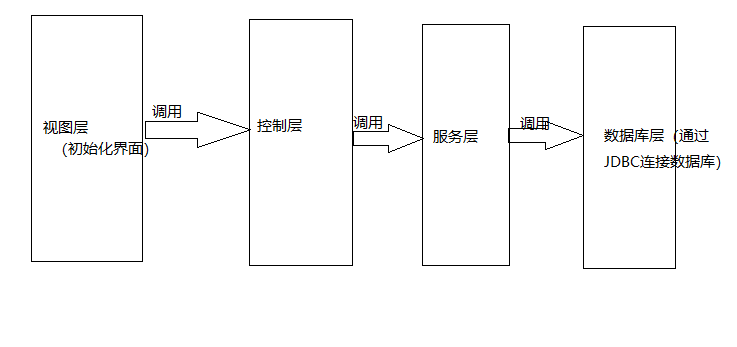 调用
视图层
（初始化界面）
控制层
调用
服务层
调用
数据库层（通过
JDBC连接数据库）